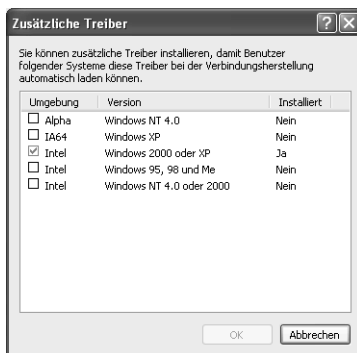 Zusätzliche Treiber
Sie können zusätzliche Treiber installieren, damit Benutzer
folgender Systeme diese Treiber bei der Verbindungsherstellung
automatisch laden können.
Umgebung Version Installiert
Alpha Windows NT 4.0 Nein
IA64 Windows XP Nein
Intel Windows 2000 oder XP Ja
Intel Windows 95, 98 und Me Nein
Intel Windows NT 4.0 oder 2000 Nein
OK Abbrechen